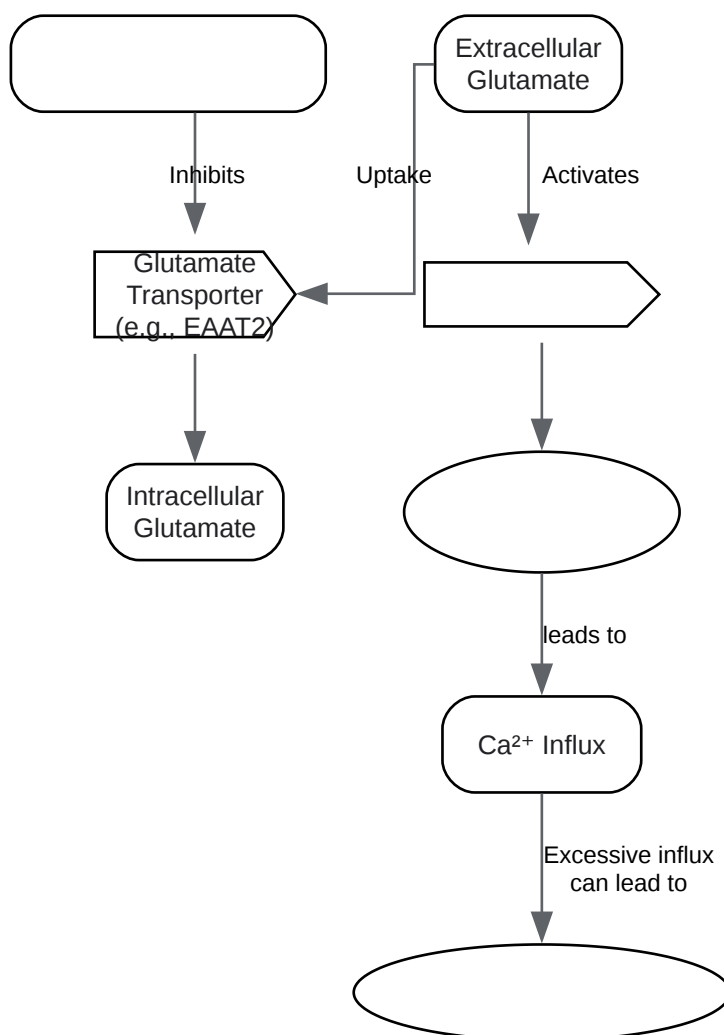 Extracellular
Glutamate
Inhibits
Uptake
Activates
Glutamate
Transporter
(e.g., EAAT2)
Intracellular
Glutamate
leads to
Ca²⁺ Influx
Excessive influx
can lead to